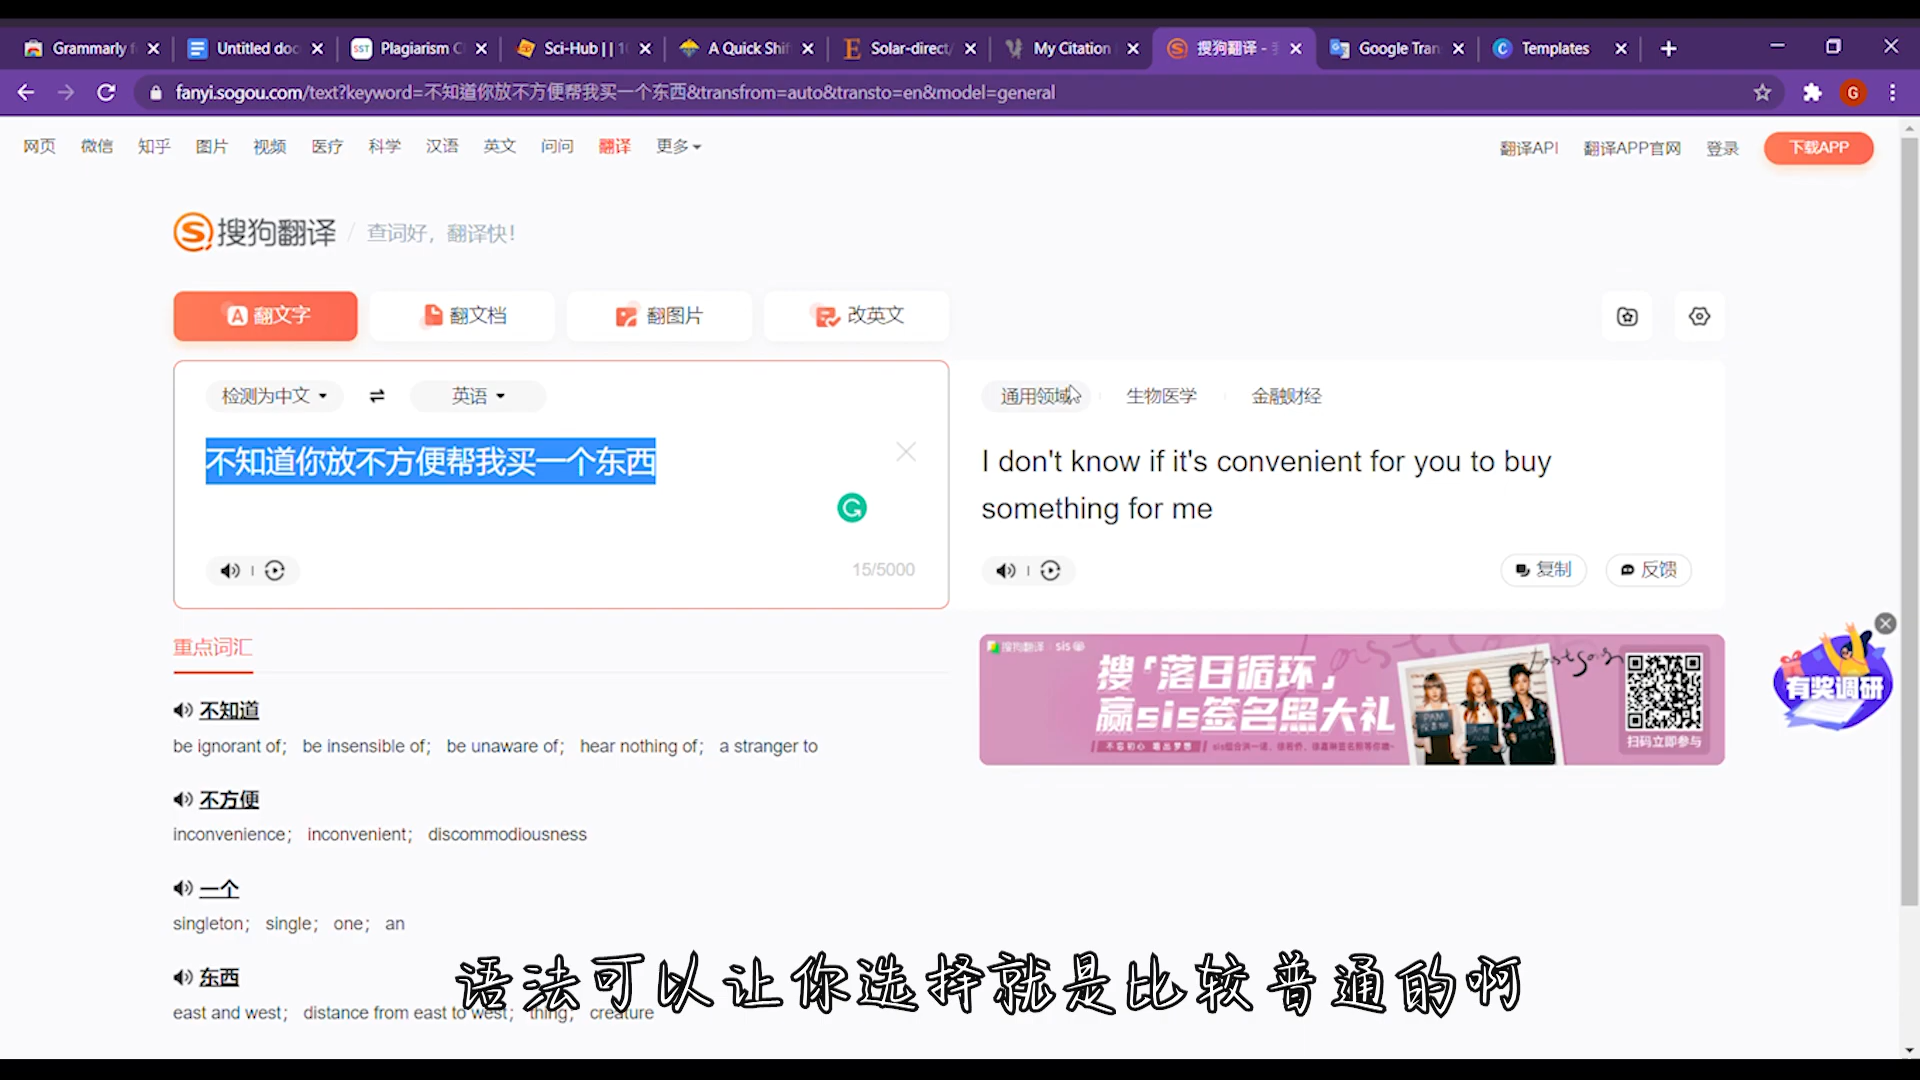 Grammarly f
Untitled doc
Plagiarism C
Sci-Hub | 1
A Quick Shif
Solar-direct/
My Citation
搜狗翻译 -
Google Tran
Templates
fanyi.sogou.com/text?keyword=不知道你放不方便帮我买一个东西&transfrom=auto&transto=en&model=general
G
网页 微信 知乎 图片 视频 医疗 科学 汉语 英文 问问 翻译 更多
翻译API 翻译APP官网 登录 下载APP
搜狗翻译 / 查词好，翻译快！
翻文字 翻文档 翻图片 改英文
检测为中文 英语
通用领域 生物医学 金融财经
不知道你放不方便帮我买一个东西
I don't know if it's convenient for you to buy
something for me
15/5000
复制 反馈
重点词汇
搜狗翻译 sis
搜「落日循环」
赢sis签名照大礼
扫码立即参与
有奖调研
不知道
be ignorant of; be insensible of; be unaware of; hear nothing of; a stranger to
不方便
inconvenience; inconvenient; discommodiousness
一个
singleton; single; one; an
东西
east and west; distance from east to west; thing; creature
语法可以让你选择就是比较普通的啊